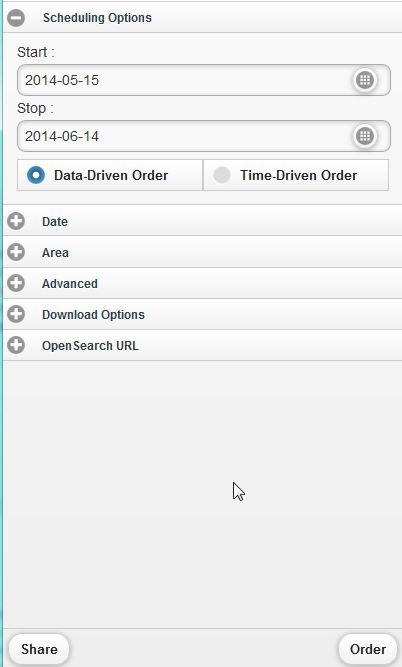 Scheduling Options
Start :
2014-05-15
Stop :
2014-06-14
Data-Driven Order Time-Driven Order
Date
Area
Advanced
Download Options
OpenSearch URL
Share Order